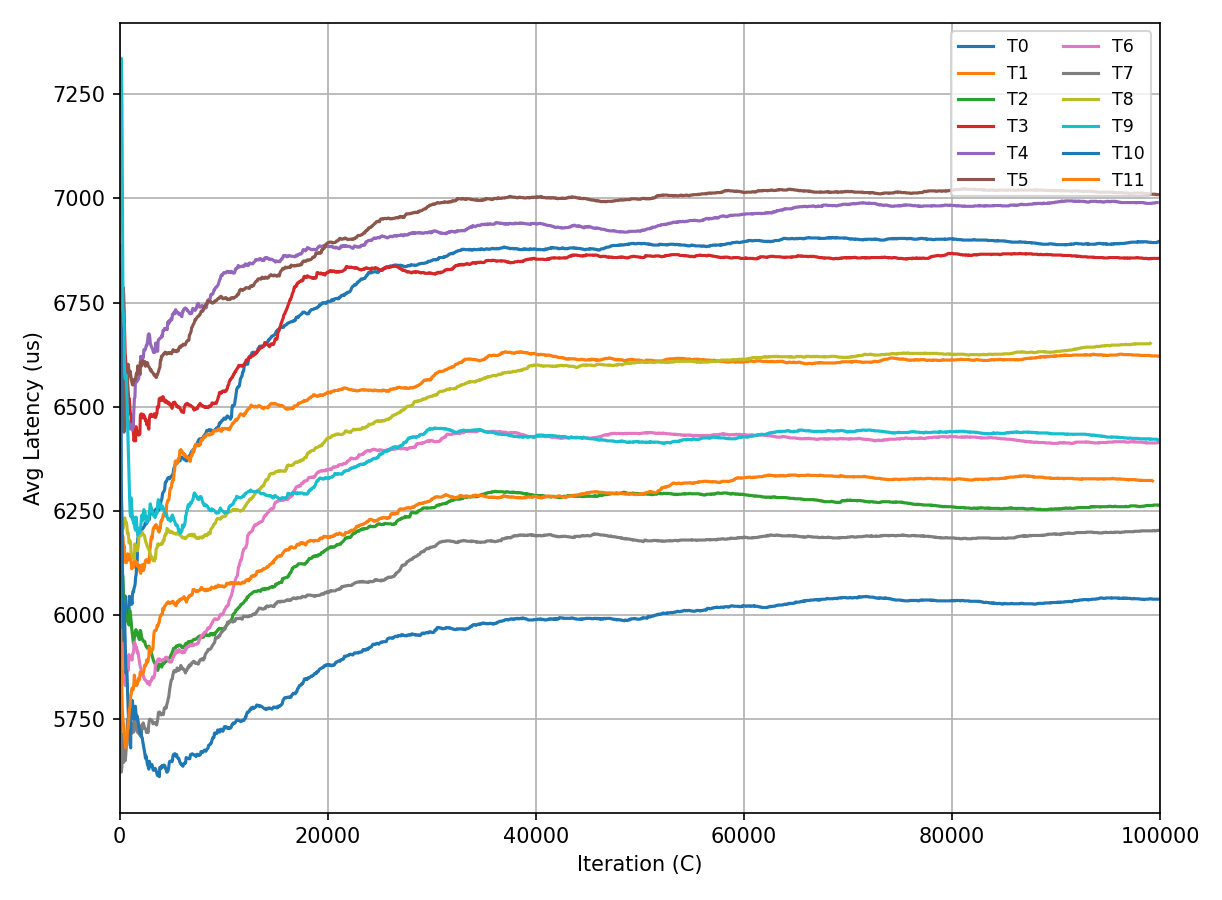 Avg Latency (us)
7250
7000
6750
6500
6250
6000
5750
0
20000
40000
60000
80000
100000
Iteration (C)
T0
T1
T2
T3
T4
T5
T6
T7
T8
T9
T10
T11